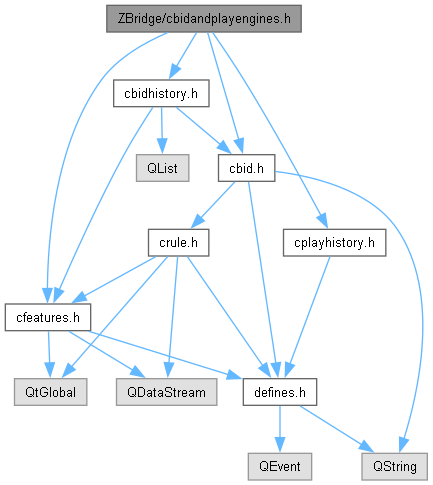 ZBridge/cbidandplayengines.h
cbidhistory.h
QList
cbid.h
crule.h
cplayhistory.h
cfeatures.h
QtGlobal
QDataStream
defines.h
QEvent
QString